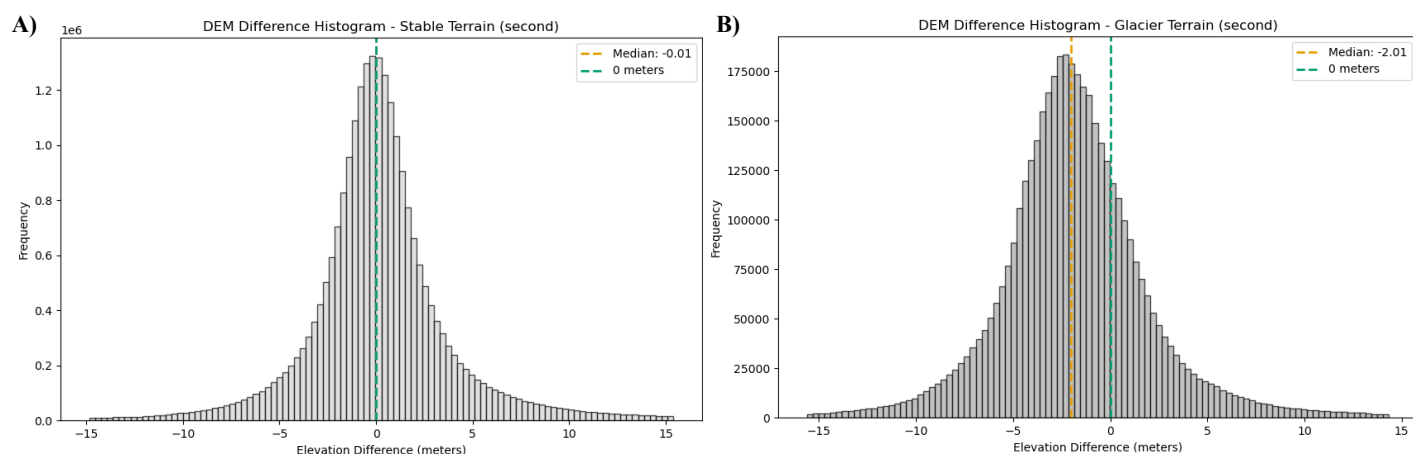 A)
DEM Difference Histogram - Stable Terrain (second)
1e6
Median: -0.01
0 meters
1.2
1.0
0.8
0.6
0.4
0.2
0.0
Frequency
−15
−10
−5
0
5
10
15
Elevation Difference (meters)
B)
DEM Difference Histogram - Glacier Terrain (second)
Median: -2.01
0 meters
175000
150000
125000
100000
75000
50000
25000
0
Frequency
−15
−10
−5
0
5
10
15
Elevation Difference (meters)